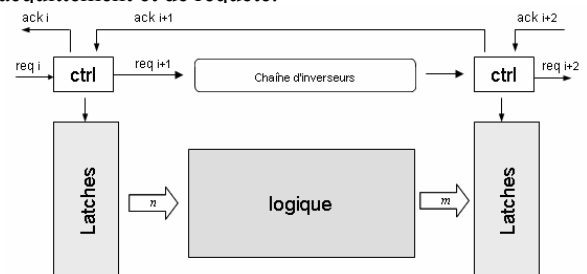 acquittement et de requête.
ack i ack i+1 ack i+2
req i ctrl req i+1 Chaîne d'inverseurs ctrl req i+2
Latches n logique m Latches